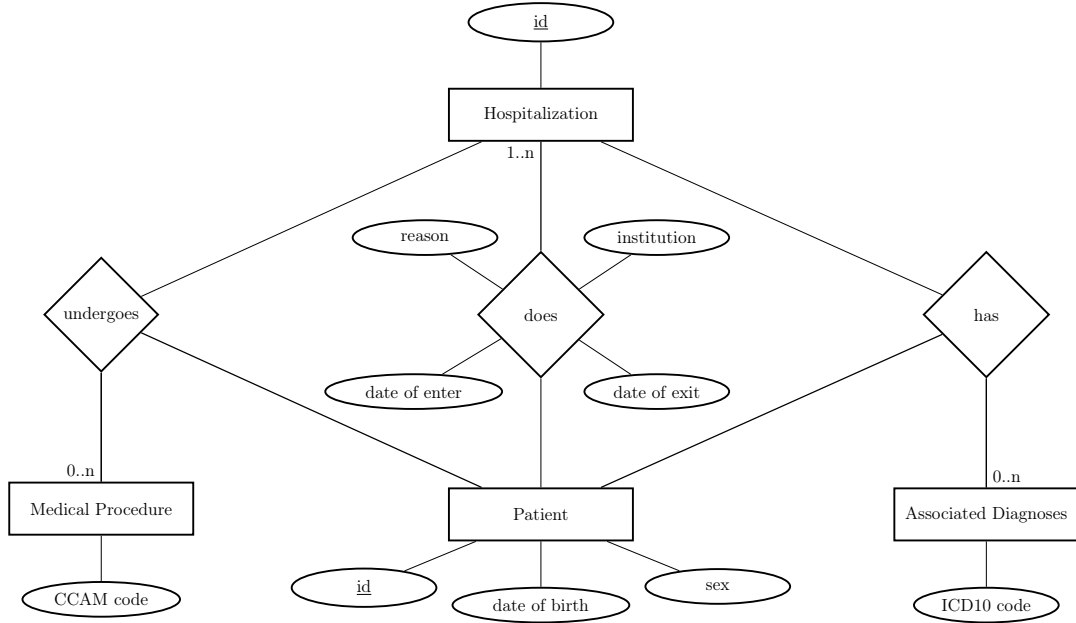 id
Hospitalization
1..n
reason
institution
undergoes
does
has
date of enter
date of exit
0..n
0..n
Medical Procedure
Patient
Associated Diagnoses
id
date of birth
sex
CCAM code
ICD10 code